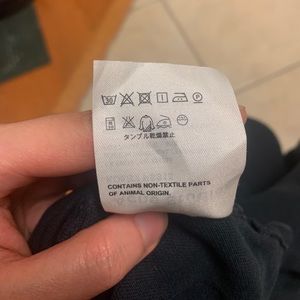 タンブル乾燥禁止
CONTAINS NON-TEXTILE PARTS
OF ANIMAL ORIGIN.